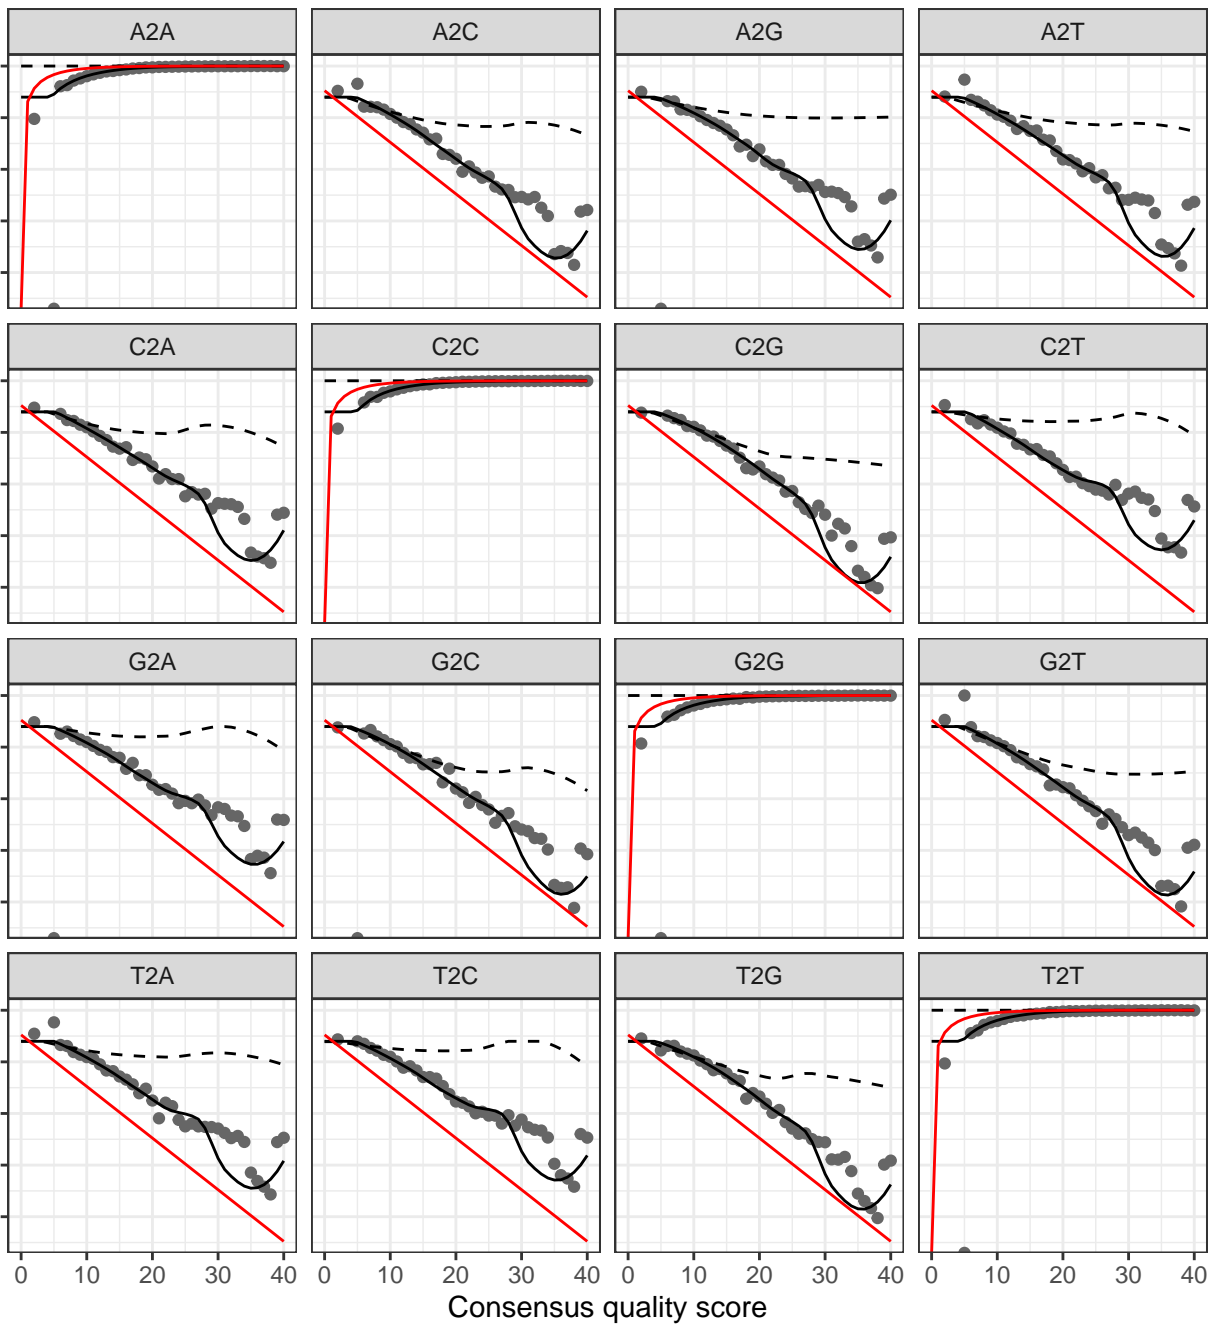 A2A A2C A2G A2T
C2A C2C C2G C2T
G2A G2C G2G G2T
T2A T2C T2G T2T
0 10 20 30 40 0 10 20 30 40 0 10 20 30 40 0 10 20 30 40
Consensus quality score